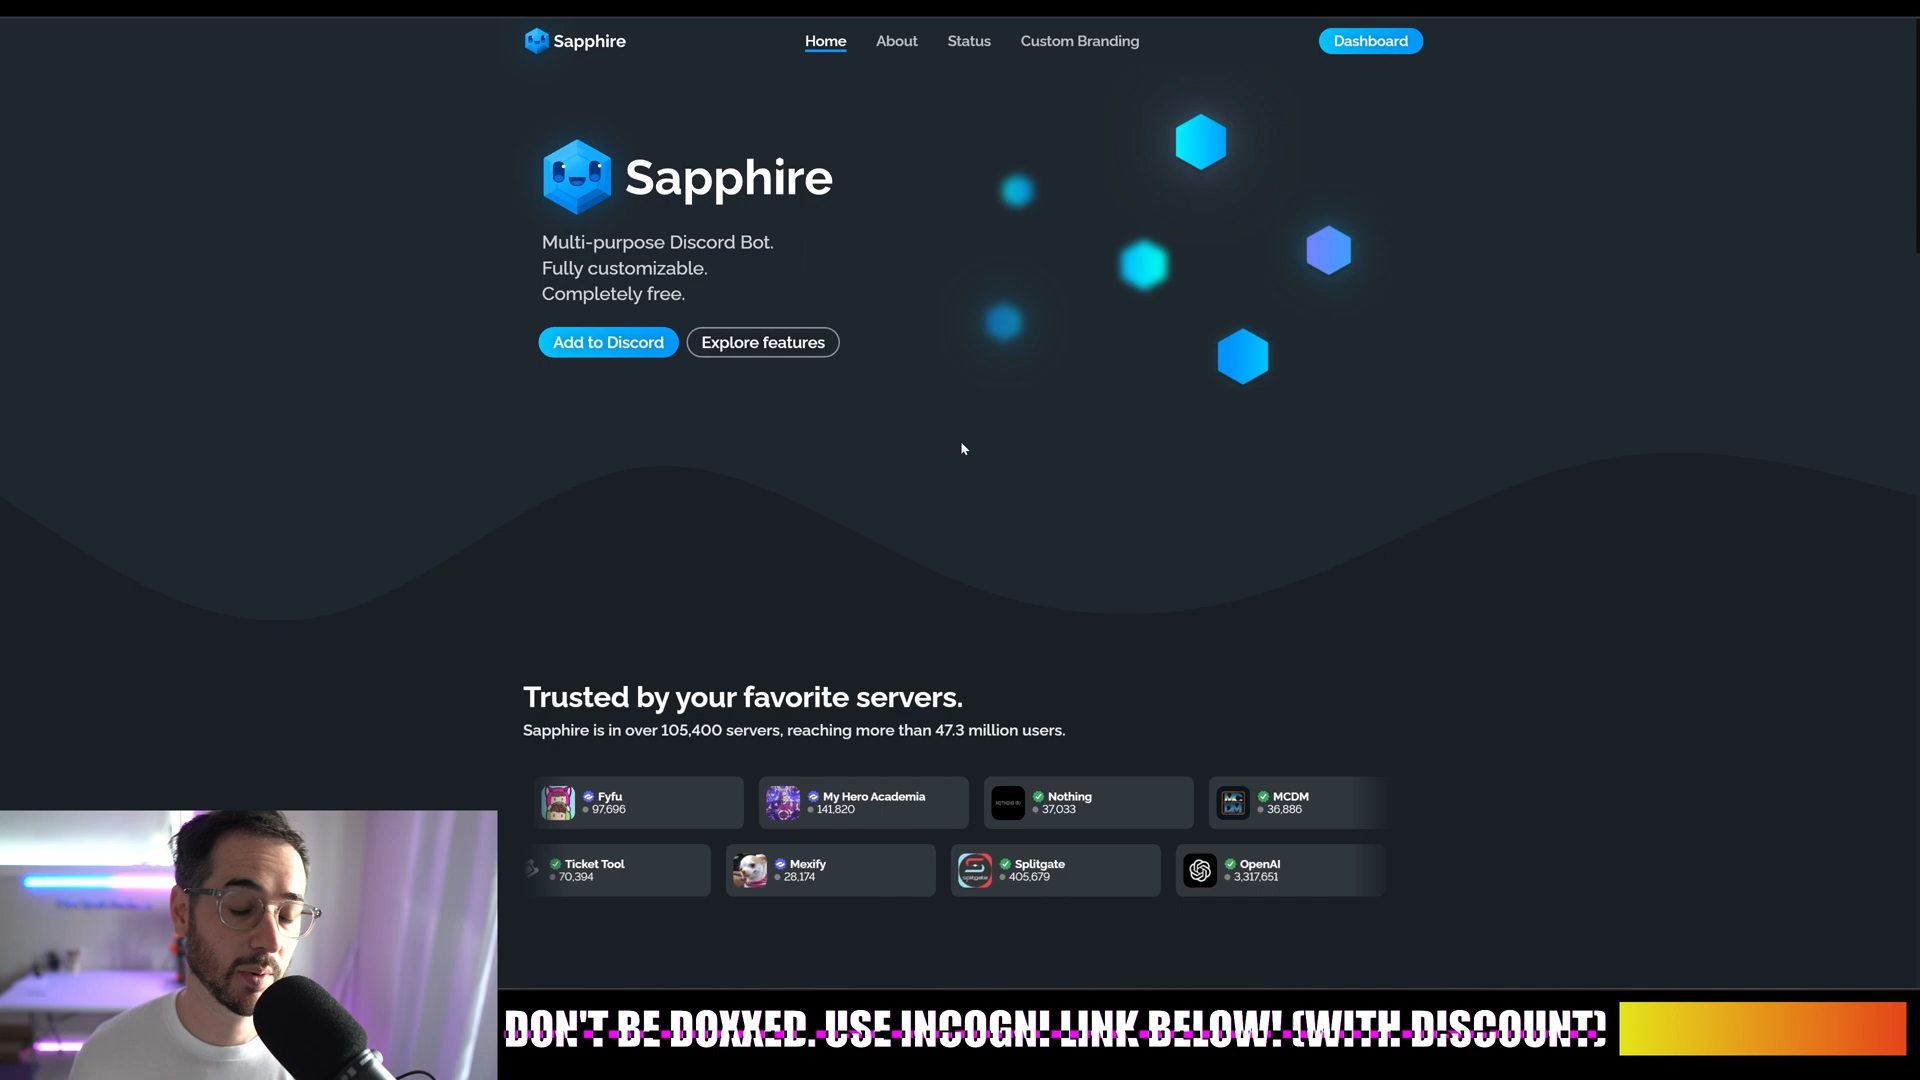 Sapphire
Home
About
Status
Custom Branding
Dashboard
Sapphire
Multi-purpose Discord Bot.
Fully customizable.
Completely free.
Add to Discord
Explore features
Trusted by your favorite servers.
Sapphire is in over 105,400 servers, reaching more than 47.3 million users.
Fyfu
97,696
My Hero Academia
141,820
Nothing
37,033
MCDM
36,886
Ticket Tool
70,394
Mexify
28,174
Splitgate
405,679
OpenAI
3,317,651
DON'T BE DOXXED. USE INCOGNI LINK BELOW! (WITH DISCOUNT)